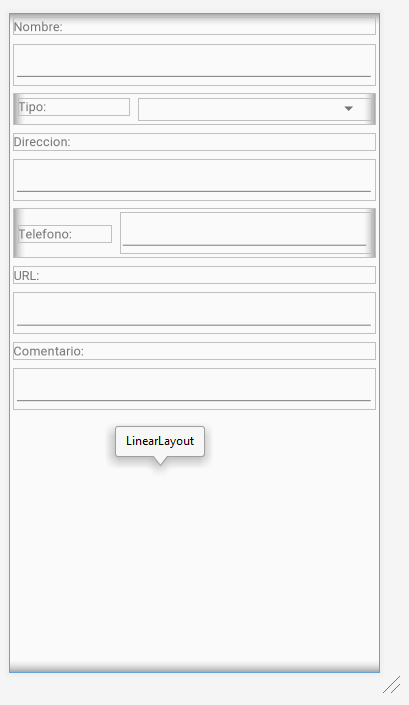 Nombre:
Tipo:
Direccion:
Telefono:
URL:
Comentario:
LinearLayout